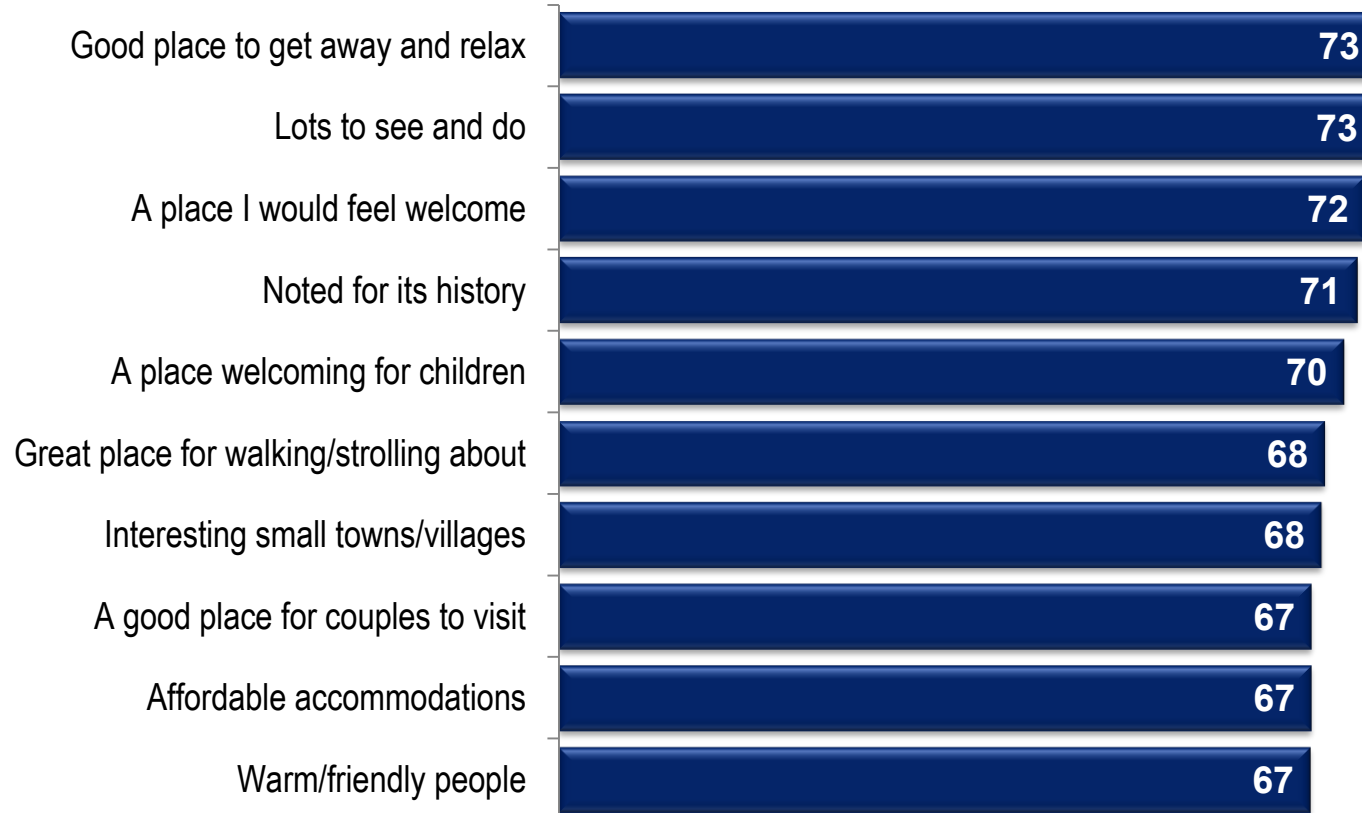 Good place to get away and relax 73
Lots to see and do 73
A place I would feel welcome 72
Noted for its history 71
A place welcoming for children 70
Great place for walking/strolling about 68
Interesting small towns/villages 68
A good place for couples to visit 67
Affordable accommodations 67
Warm/friendly people 67